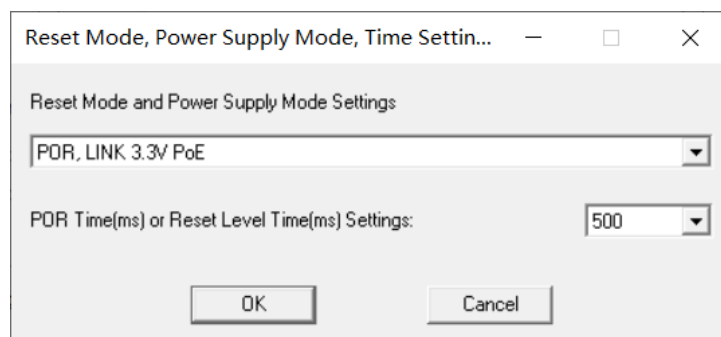 Reset Mode, Power Supply Mode, Time Settin...
Reset Mode and Power Supply Mode Settings
POR, LINK 3.3V PoE
POR Time(ms) or Reset Level Time(ms) Settings:
500
OK
Cancel